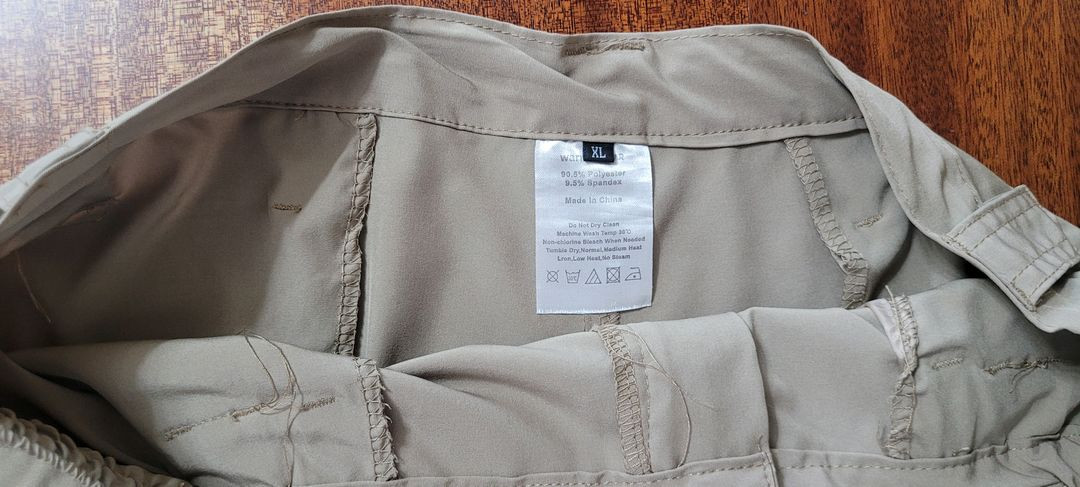 XL
90.5% Polyester
9.5% Spandex
Made In China
Do Not Dry Clean
Machine Wash Temp 30℃
Non-chlorine Bleach When Needed
Tumble Dry,Normal,Medium Heat
Lron,Low Heat,No Steam